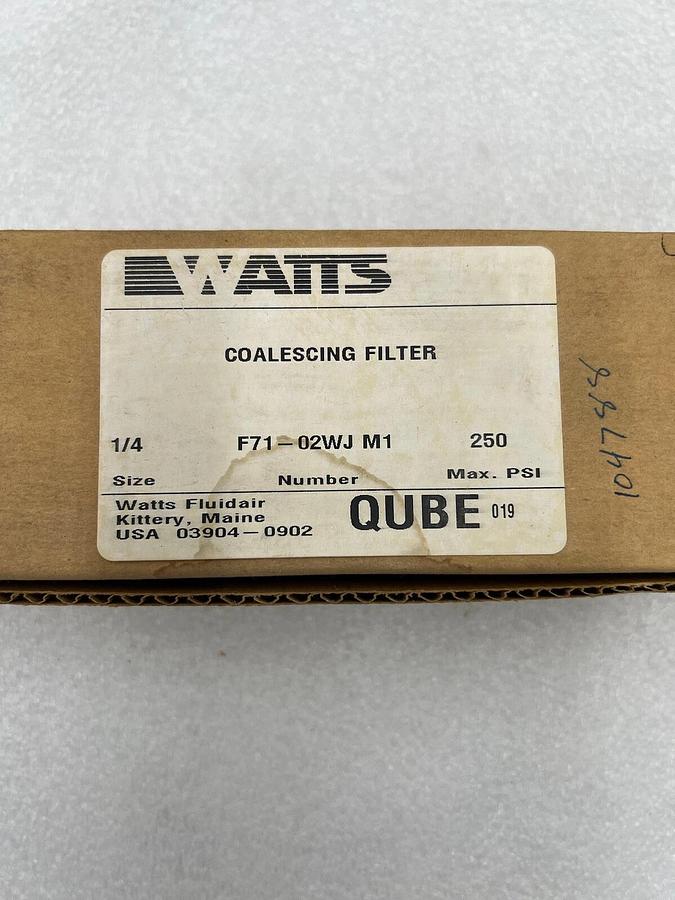 WATTS
COALESCING FILTER
1/4 F71-02WJ M1 250
Size Number Max. PSI
Watts Fluidair
Kittery, Maine
USA 03904-0902
QUBE 019